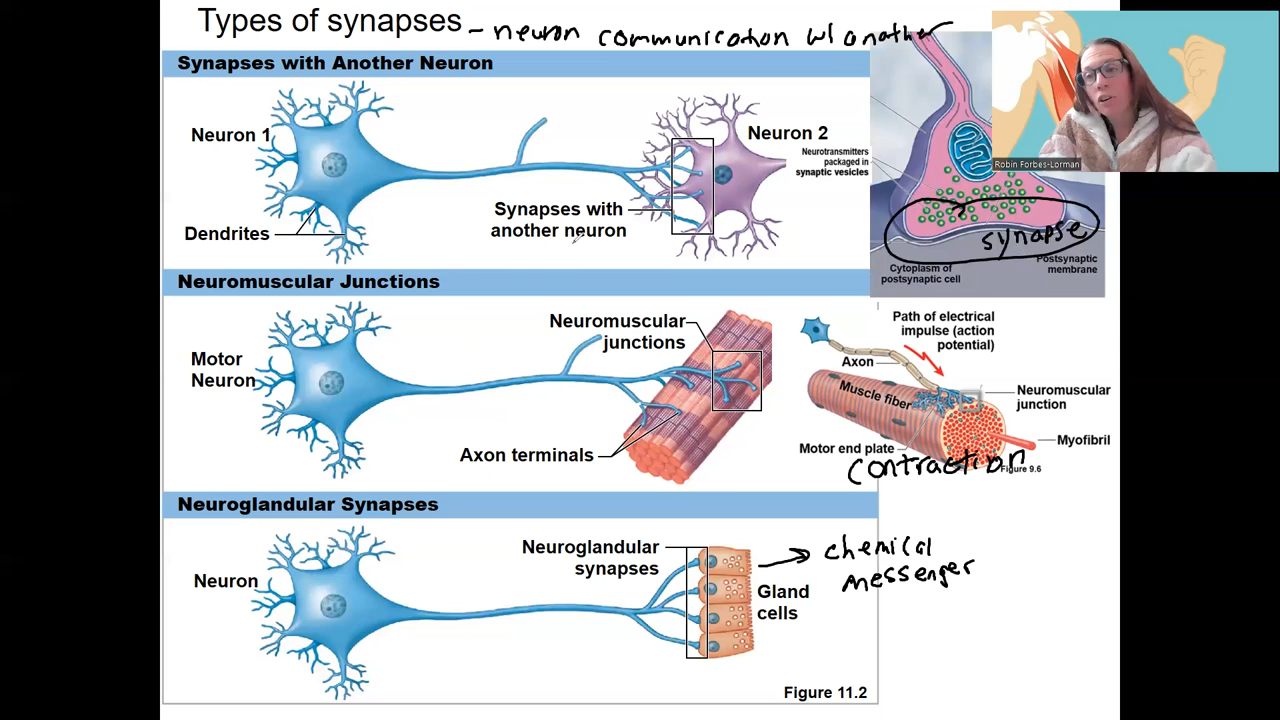 Types of synapses - neuron communication w/ another
Synapses with Another Neuron
Neuron 1
Neuron 2
Dendrites
Synapses with
another neuron
Neurotransmitters
packaged in
synaptic vesicles
synapse
Cytoplasm of
postsynaptic cell
Postsynaptic
membrane
Robin Forbes-Lorman
Neuromuscular Junctions
Motor
Neuron
Neuromuscular
junctions
Axon terminals
Path of electrical
impulse (action
potential)
Axon
Muscle fiber
Neuromuscular
junction
Motor end plate
Myofibril
contraction
Figure 9.6
Neuroglandular Synapses
Neuron
Neuroglandular
synapses
Gland
cells
chemical
messenger
Figure 11.2